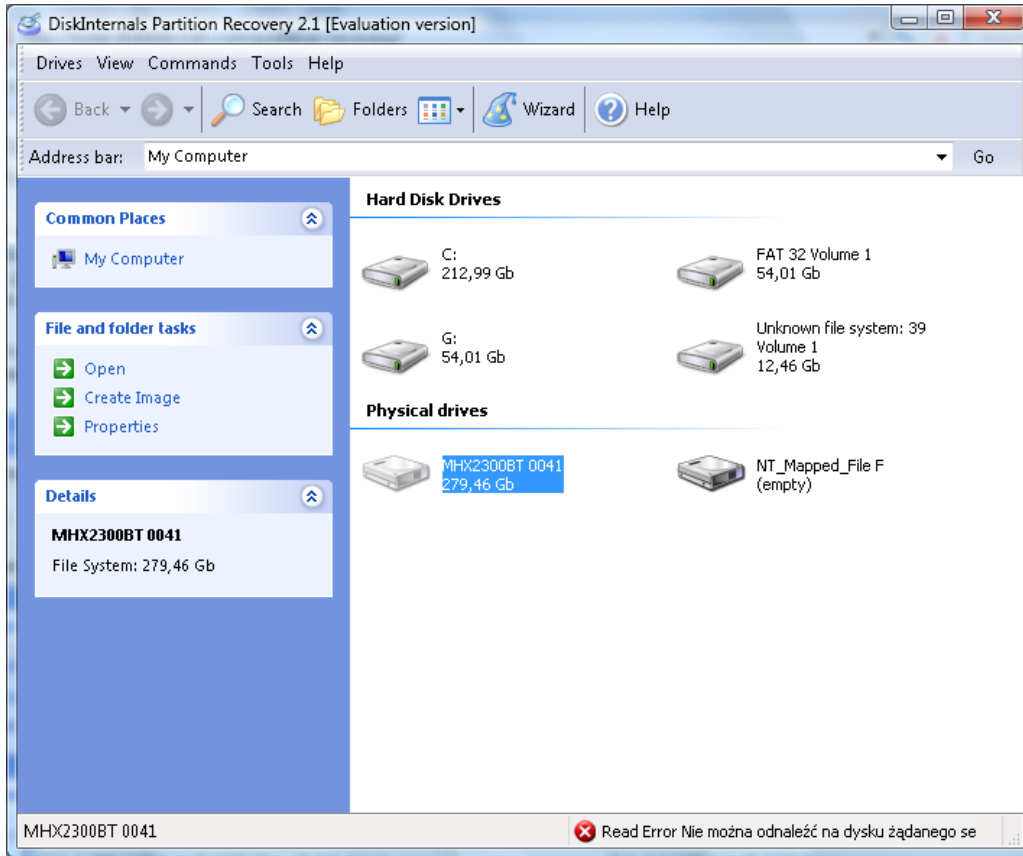 DiskInternals Partition Recovery 2.1 [Evaluation version]
Drives View Commands Tools Help
Back Search Folders Wizard Help
Address bar: My Computer Go
Common Places
My Computer
File and folder tasks
Open
Create Image
Properties
Details
MHX2300BT 0041
File System: 279,46 Gb
Hard Disk Drives
C:
212,99 Gb
FAT 32 Volume 1
54,01 Gb
G:
54,01 Gb
Unknown file system: 39
Volume 1
12,46 Gb
Physical drives
MHX2300BT 0041
279,46 Gb
NT_Mapped_File F
(empty)
MHX2300BT 0041
Read Error Nie można odnaleźć na dysku żądanego se